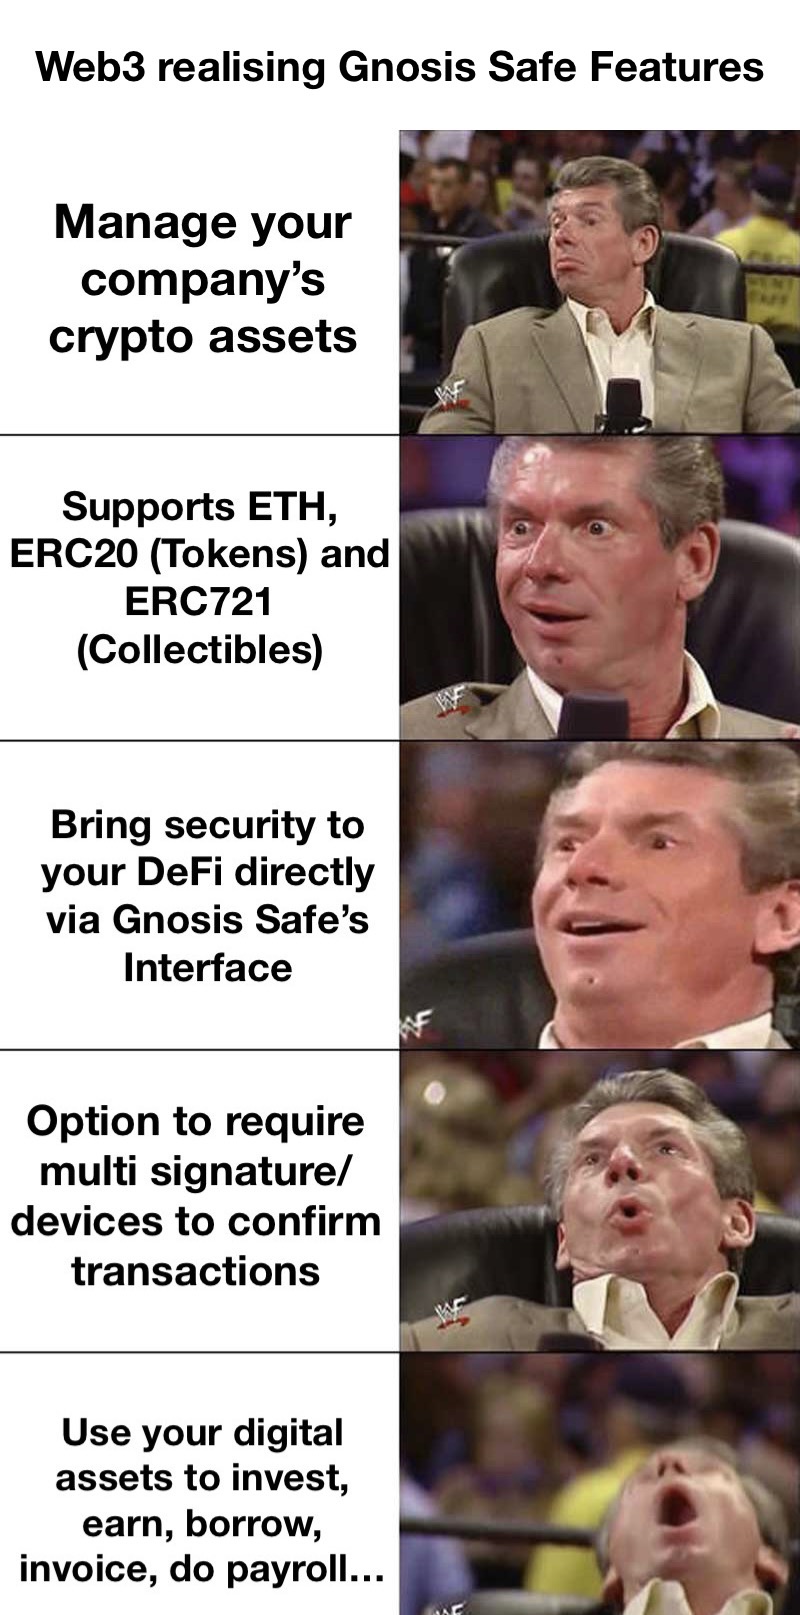 Web3 realising Gnosis Safe Features
Manage your
company's
crypto assets
Supports ETH,
ERC20 (Tokens) and
ERC721
(Collectibles)
Bring security to
your DeFi directly
via Gnosis Safe's
Interface
Option to require
multi signature/
devices to confirm
transactions
Use your digital
assets to invest,
earn, borrow,
invoice, do payroll...